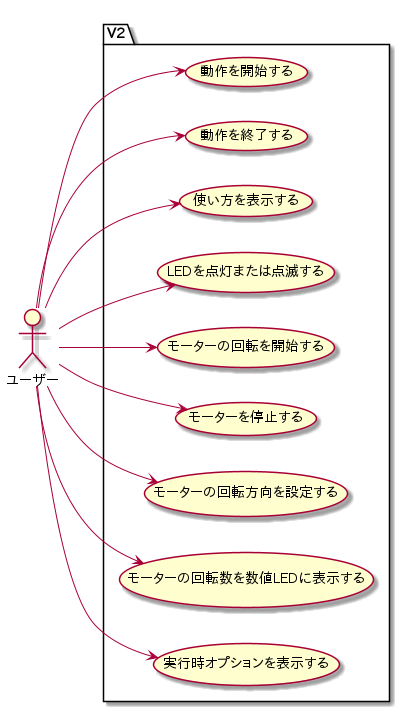 V2
動作を開始する
動作を終了する
使い方を表示する
LEDを点灯または点滅する
モーターの回転を開始する
ユーザー
モーターを停止する
モーターの回転方向を設定する
モーターの回転数を数値LEDに表示する
実行時オプションを表示する